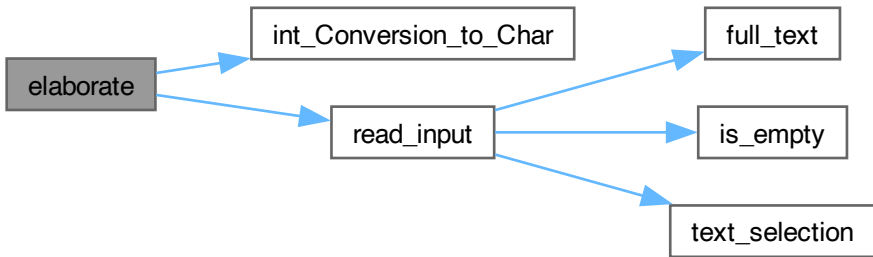 elaborate
int_Conversion_to_Char
read_input
full_text
is_empty
text_selection